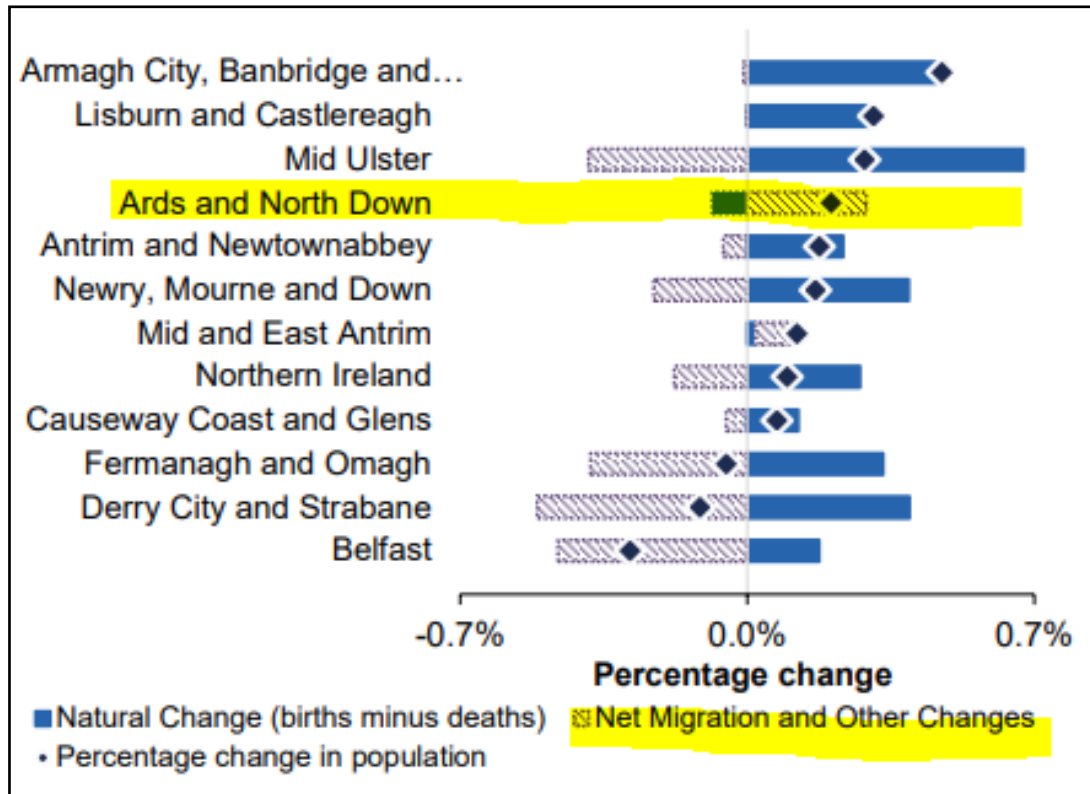 Armagh City, Banbridge and…
Lisburn and Castlereagh
Mid Ulster
Ards and North Down
Antrim and Newtownabbey
Newry, Mourne and Down
Mid and East Antrim
Northern Ireland
Causeway Coast and Glens
Fermanagh and Omagh
Derry City and Strabane
Belfast
-0.7% 0.0% 0.7%
Percentage change
Natural Change (births minus deaths) Net Migration and Other Changes
Percentage change in population